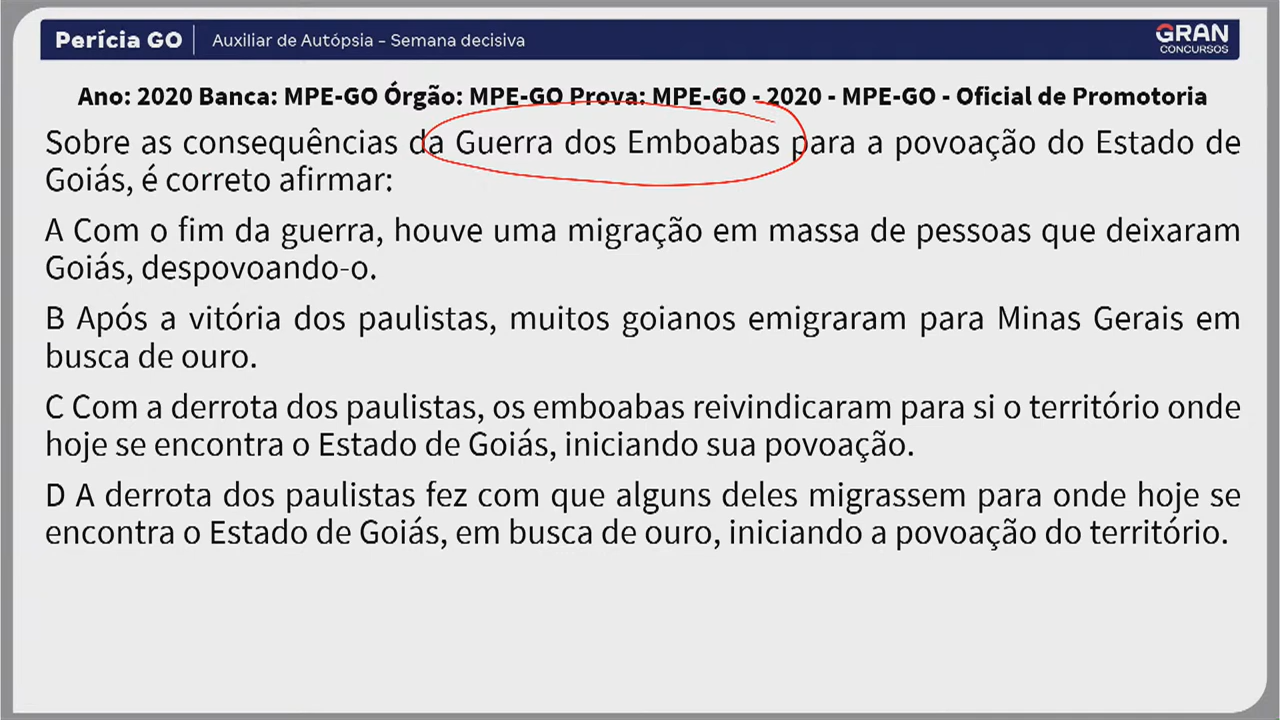 Perícia GO | Auxiliar de Autópsia – Semana decisiva
GRAN CONCURSOS
Ano: 2020 Banca: MPE-GO Órgão: MPE-GO Prova: MPE-GO - 2020 - MPE-GO - Oficial de Promotoria
Sobre as consequências da Guerra dos Emboabas para a povoação do Estado de
Goiás, é correto afirmar:
A Com o fim da guerra, houve uma migração em massa de pessoas que deixaram
Goiás, despovoando-o.
B Após a vitória dos paulistas, muitos goianos emigraram para Minas Gerais em
busca de ouro.
C Com a derrota dos paulistas, os emboabas reivindicaram para si o território onde
hoje se encontra o Estado de Goiás, iniciando sua povoação.
D A derrota dos paulistas fez com que alguns deles migrassem para onde hoje se
encontra o Estado de Goiás, em busca de ouro, iniciando a povoação do território.